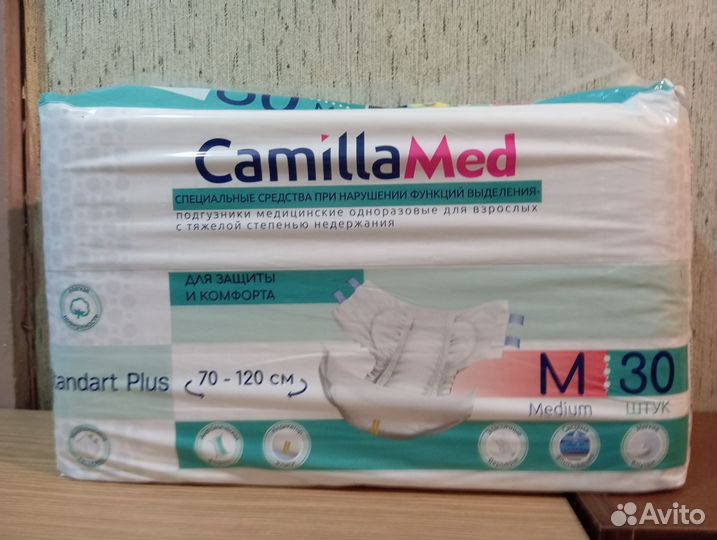 CamillaMed
СПЕЦИАЛЬНЫЕ СРЕДСТВА ПРИ НАРУШЕНИИ ФУНКЦИЙ ВЫДЕЛЕНИЯ-
подгузники медицинские одноразовые для взрослых
с тяжелой степенью недержания
ДЛЯ ЗАЩИТЫ
И КОМФОРТА
andart Plus
70 - 120 см
M
Medium
30
ШТУК
Avito